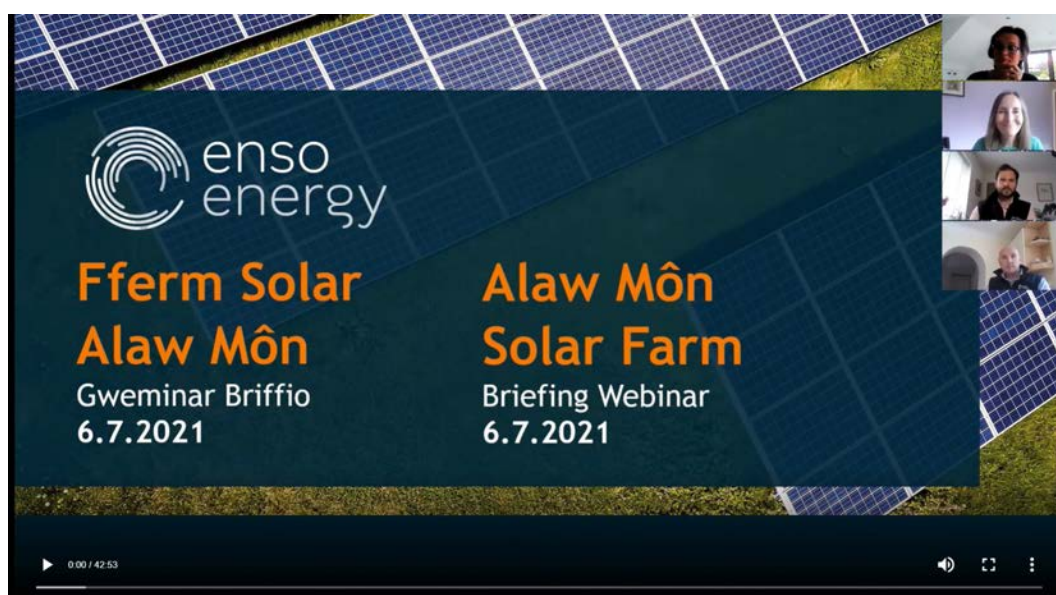 enso
energy
Fferm Solar
Alaw Môn
Gweminar Briffio
6.7.2021
Alaw Môn
Solar Farm
Briefing Webinar
6.7.2021
0:00 / 42:53